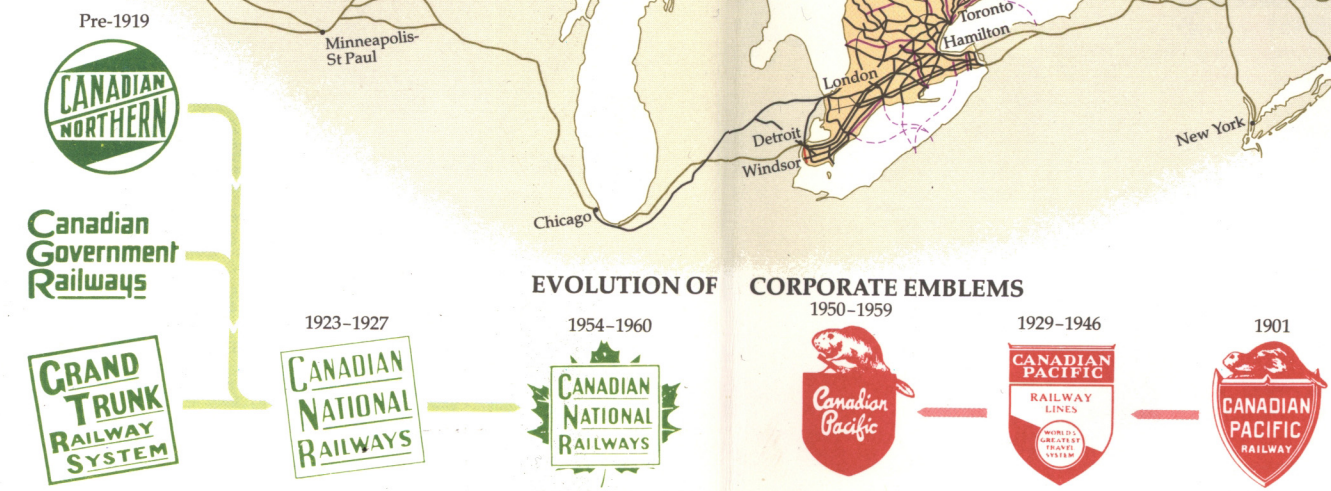 Pre-1919
CANADIAN
NORTHERN
Canadian
Government
Railways
GRAND
TRUNK
RAILWAY
SYSTEM
Minneapolis-
St Paul
Chicago
Toronto
Hamilton
London
Detroit
Windsor
New York
EVOLUTION OF CORPORATE EMBLEMS
1923–1927
CANADIAN
NATIONAL
RAILWAYS
1954–1960
CANADIAN
NATIONAL
RAILWAYS
1950–1959
Canadian
Pacific
1929–1946
CANADIAN
PACIFIC
RAILWAY
LINES
WORLD'S
GREATEST
TRAVEL
SYSTEM
1901
CANADIAN
PACIFIC
RAILWAY